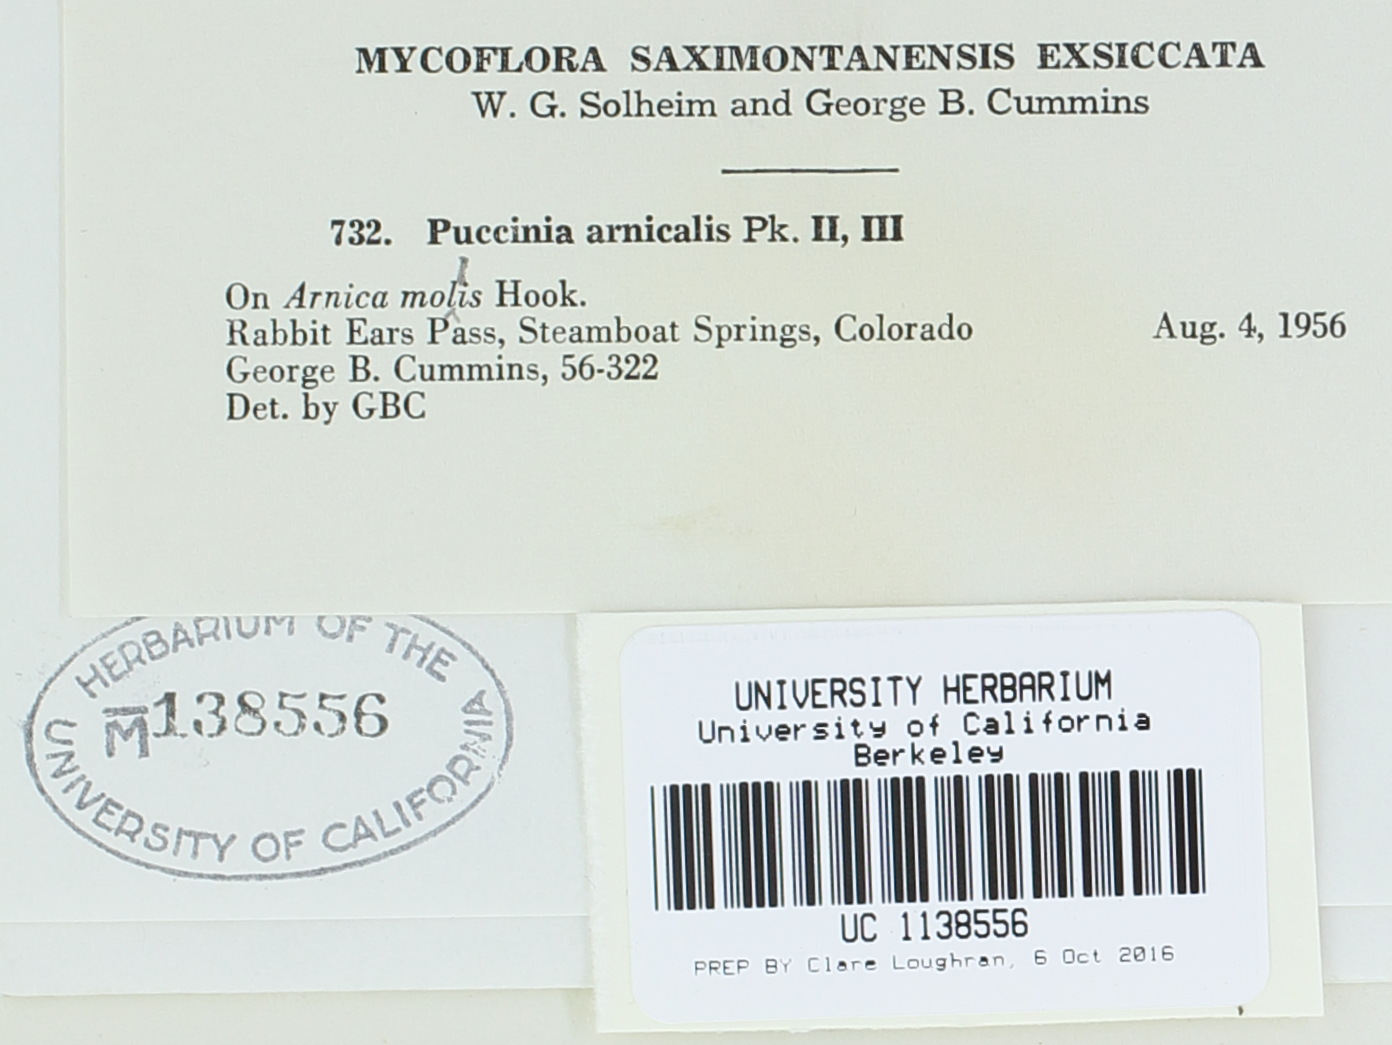 MYCOFLORA SAXIMONTANENSIS EXSICCATA
W. G. Solheim and George B. Cummins
732. Puccinia arnicalis Pk. II, III
l
On Arnica molis Hook.
Rabbit Ears Pass, Steamboat Springs, Colorado Aug. 4, 1956
George B. Cummins, 56-322
Det. by GBC
HERBARIUM OF THE
M138556
UNIVERSITY OF CALIFORNIA
UNIVERSITY HERBARIUM
University of California
Berkeley
UC 1138556
PREP BY Clare Loughran, 6 Oct 2016